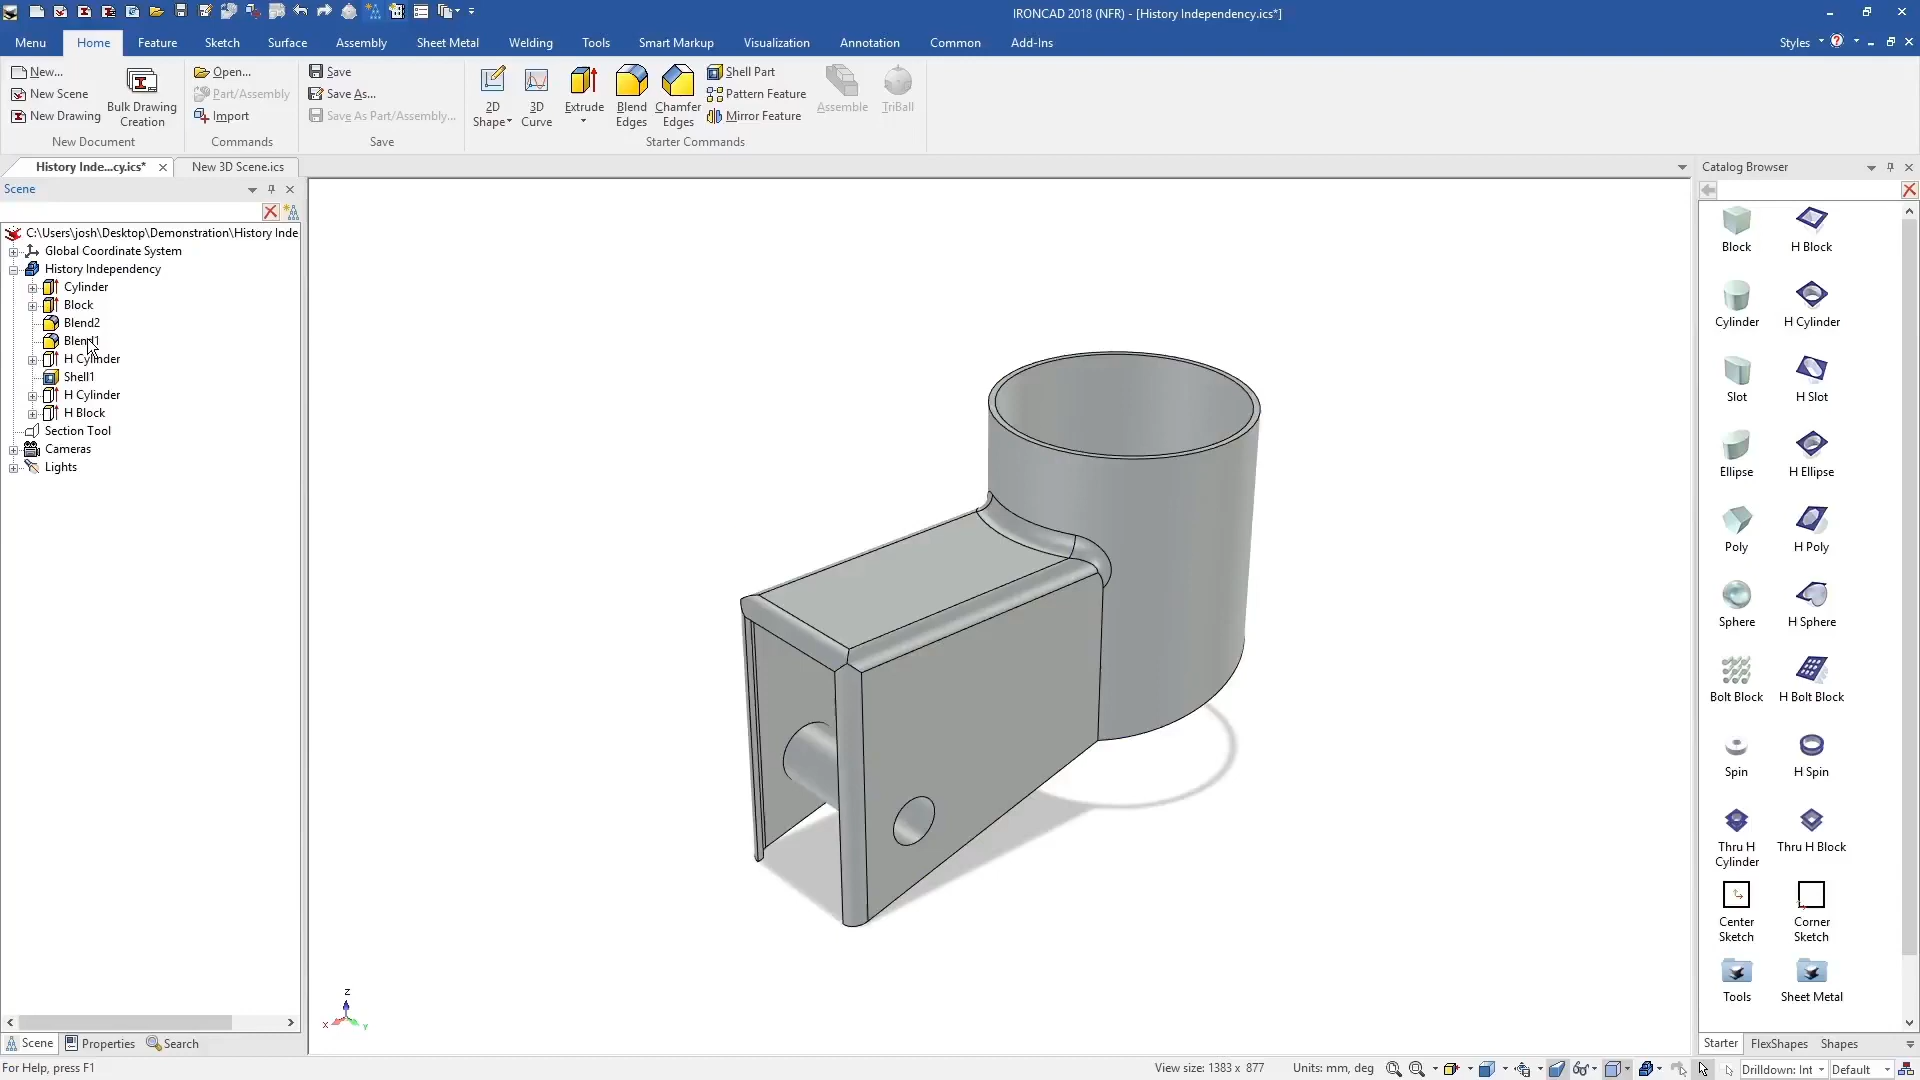 IRONCAD 2018 (NFR) - [History Independency.ics*]
Menu Home Feature Sketch Surface Assembly Sheet Metal Welding Tools Smart Markup Visualization Annotation Common Add-Ins Styles
New... New Scene New Drawing Bulk Drawing Creation
New Document
Open... Part/Assembly Import
Commands
Save Save As... Save As Part/Assembly...
Save
2D Shape 3D Curve Extrude Blend Edges Chamfer Edges Shell Part Pattern Feature Mirror Feature Assemble TriBall
Starter Commands
History Inde...cy.ics* New 3D Scene.ics
Scene
C:\Users\josh\Desktop\Demonstration\History Inde
Global Coordinate System
History Independency
Cylinder
Block
Blend2
Blend1
H Cylinder
Shell1
H Cylinder
H Block
Section Tool
Cameras
Lights
Scene Properties Search
Z
X Y
Catalog Browser
Block H Block
Cylinder H Cylinder
Slot H Slot
Ellipse H Ellipse
Poly H Poly
Sphere H Sphere
Bolt Block H Bolt Block
Spin H Spin
Thru H Cylinder Thru H Block
Center Sketch Corner Sketch
Tools Sheet Metal
Starter FlexShapes Shapes
For Help, press F1
View size: 1383 x 877 Units: mm, deg Drilldown: Int Default